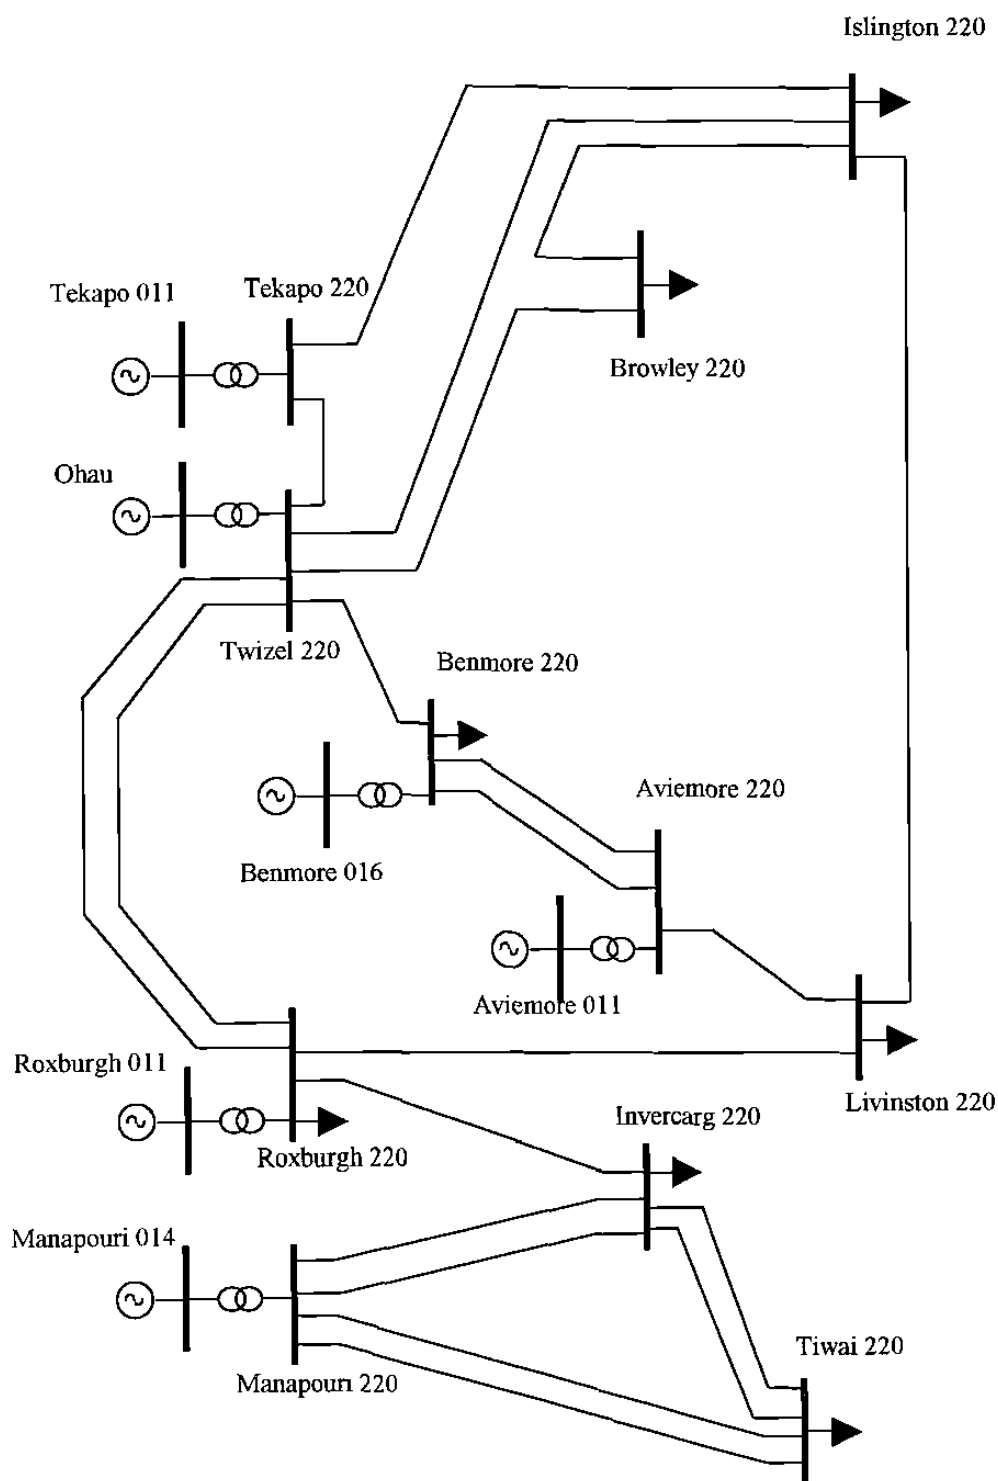 Islington 220
Tekapo 011
Tekapo 220
Browley 220
Ohau
Twizel 220
Benmore 220
Aviemore 220
Benmore 016
Aviemore 011
Roxburgh 011
Livinston 220
Invercarg 220
Roxburgh 220
Manapouri 014
Tiwai 220
Manapouri 220